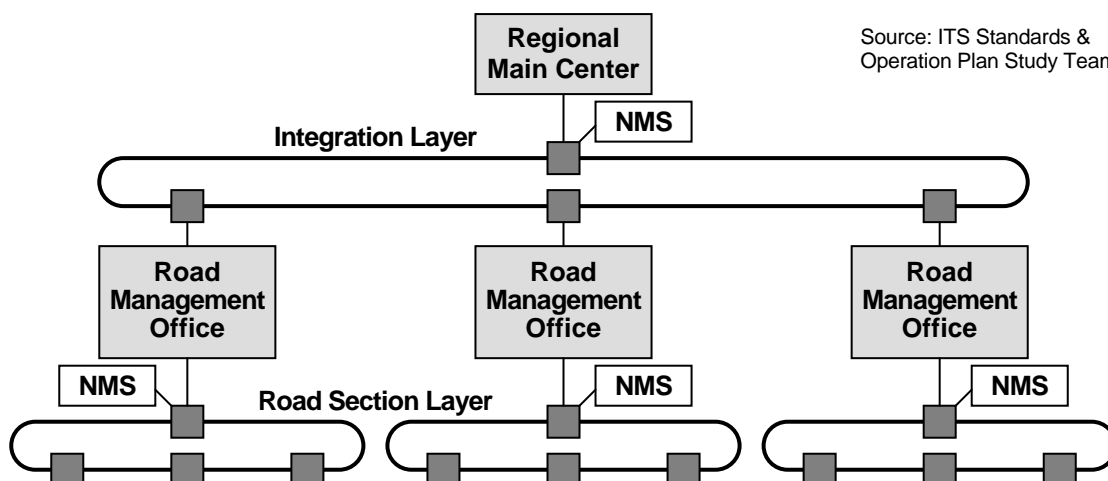 Regional
Main Center
Source: ITS Standards &
Operation Plan Study Team
NMS
Integration Layer
Road
Management
Office
Road
Management
Office
Road
Management
Office
NMS
NMS
NMS
Road Section Layer